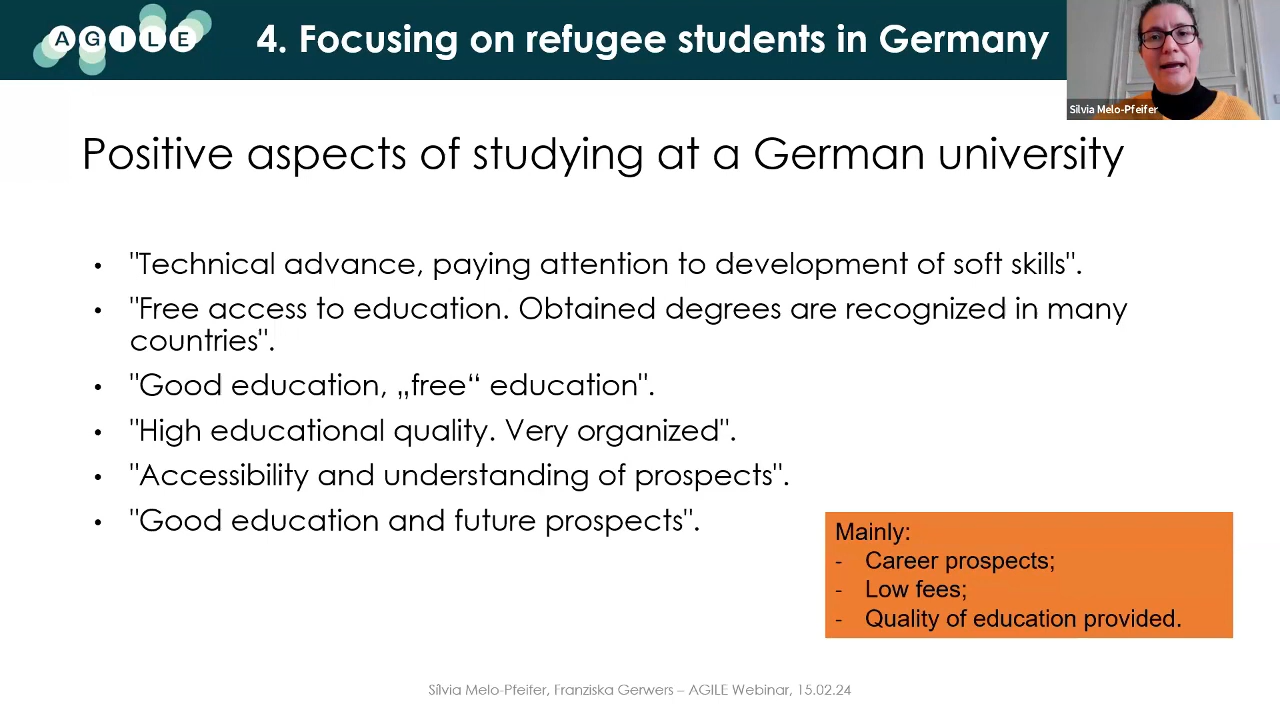 AGILE
4. Focusing on refugee students in Germany
Sílvia Melo-Pfeifer
Positive aspects of studying at a German university
• "Technical advance, paying attention to development of soft skills".
• "Free access to education. Obtained degrees are recognized in many
countries".
• "Good education, „free“ education".
• "High educational quality. Very organized".
• "Accessibility and understanding of prospects".
• "Good education and future prospects".
Mainly:
- Career prospects;
- Low fees;
- Quality of education provided.
Sílvia Melo-Pfeifer, Franziska Gerwers – AGILE Webinar, 15.02.24